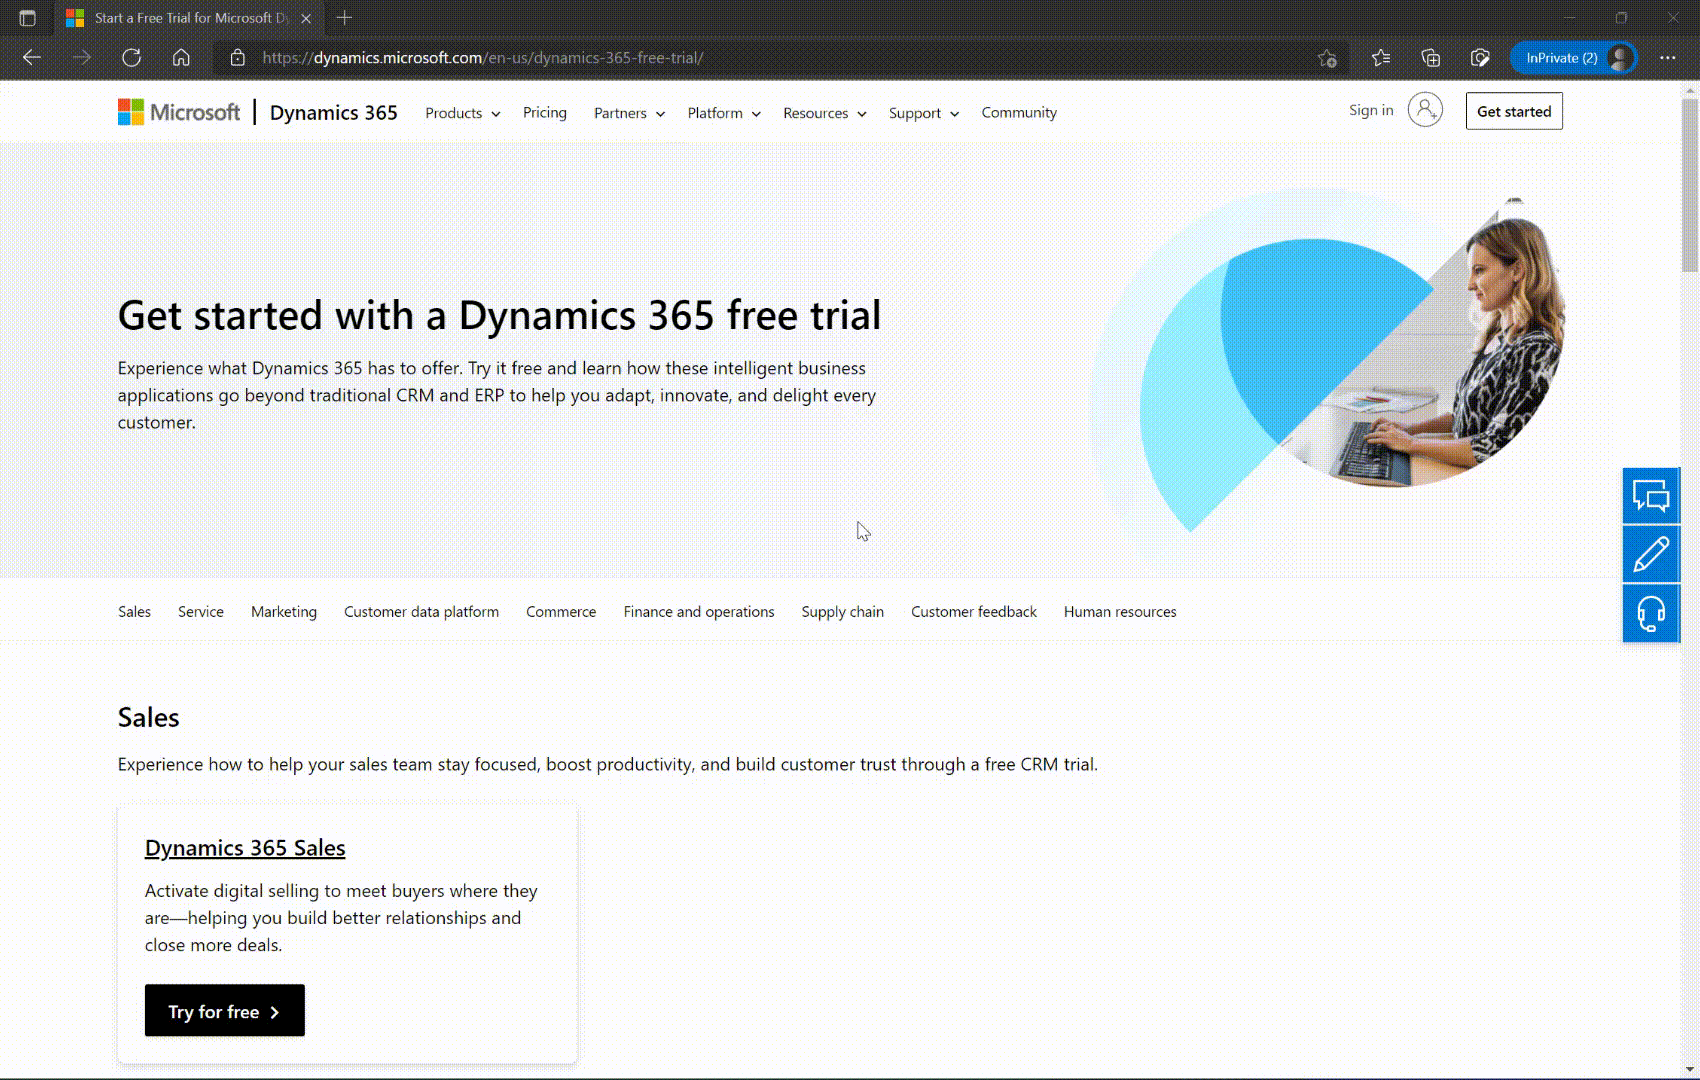 Start a Free Trial for Microsoft Dy
https://dynamics.microsoft.com/en-us/dynamics-365-free-trial/
InPrivate (2)
Microsoft | Dynamics 365 Products Pricing Partners Platform Resources Support Community Sign in Get started
Get started with a Dynamics 365 free trial
Experience what Dynamics 365 has to offer. Try it free and learn how these intelligent business
applications go beyond traditional CRM and ERP to help you adapt, innovate, and delight every
customer.
Sales Service Marketing Customer data platform Commerce Finance and operations Supply chain Customer feedback Human resources
Sales
Experience how to help your sales team stay focused, boost productivity, and build customer trust through a free CRM trial.
Dynamics 365 Sales
Activate digital selling to meet buyers where they
are—helping you build better relationships and
close more deals.
Try for free